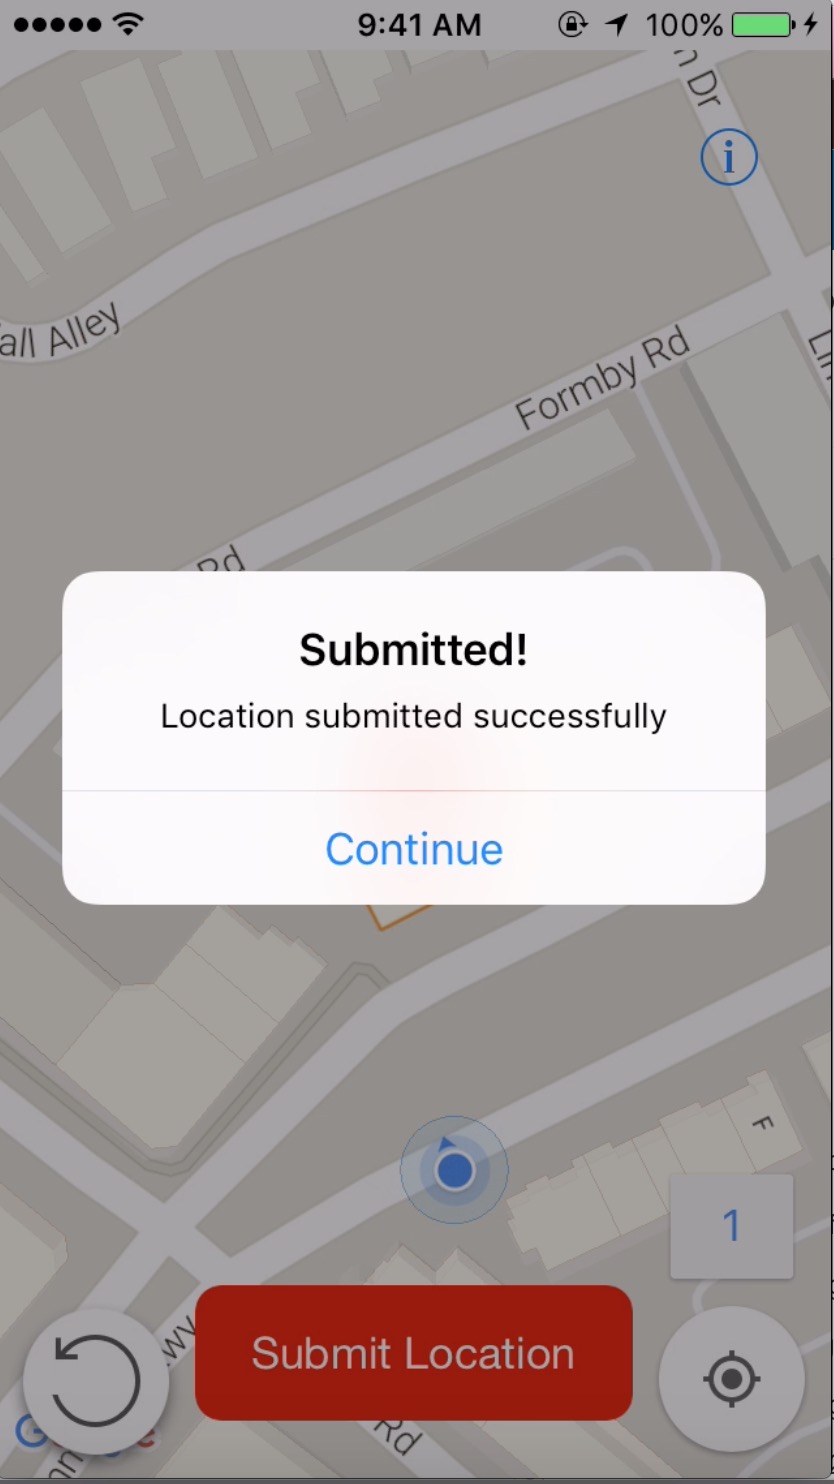 9:41 AM
100%
n Dr
i
all Alley
Formby Rd
Rd
Submitted!
Location submitted successfully
Continue
F
1
Submit Location
wy
Rd